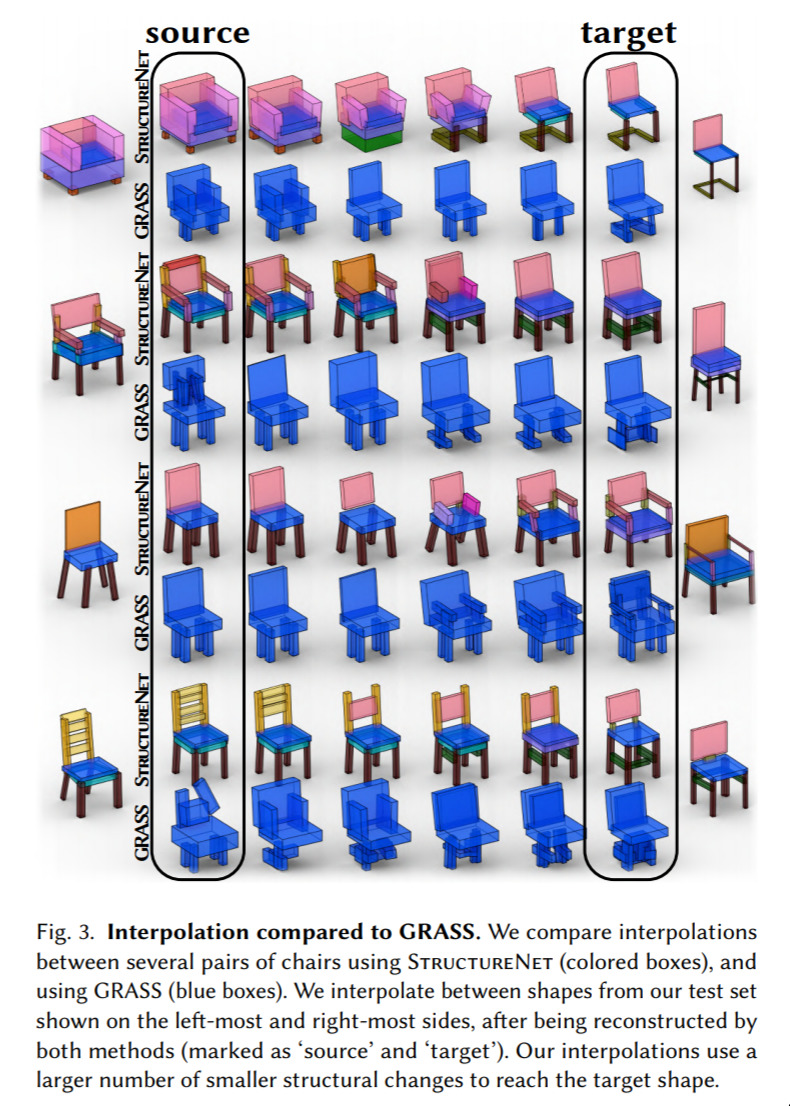 source target
STRUCTURENET
GRASS
STRUCTURENET
GRASS
STRUCTURENET
GRASS
STRUCTURENET
GRASS
Fig. 3. Interpolation compared to GRASS. We compare interpolations
between several pairs of chairs using STRUCTURENET (colored boxes), and
using GRASS (blue boxes). We interpolate between shapes from our test set
shown on the left-most and right-most sides, after being reconstructed by
both methods (marked as ‘source’ and ‘target’). Our interpolations use a
larger number of smaller structural changes to reach the target shape.